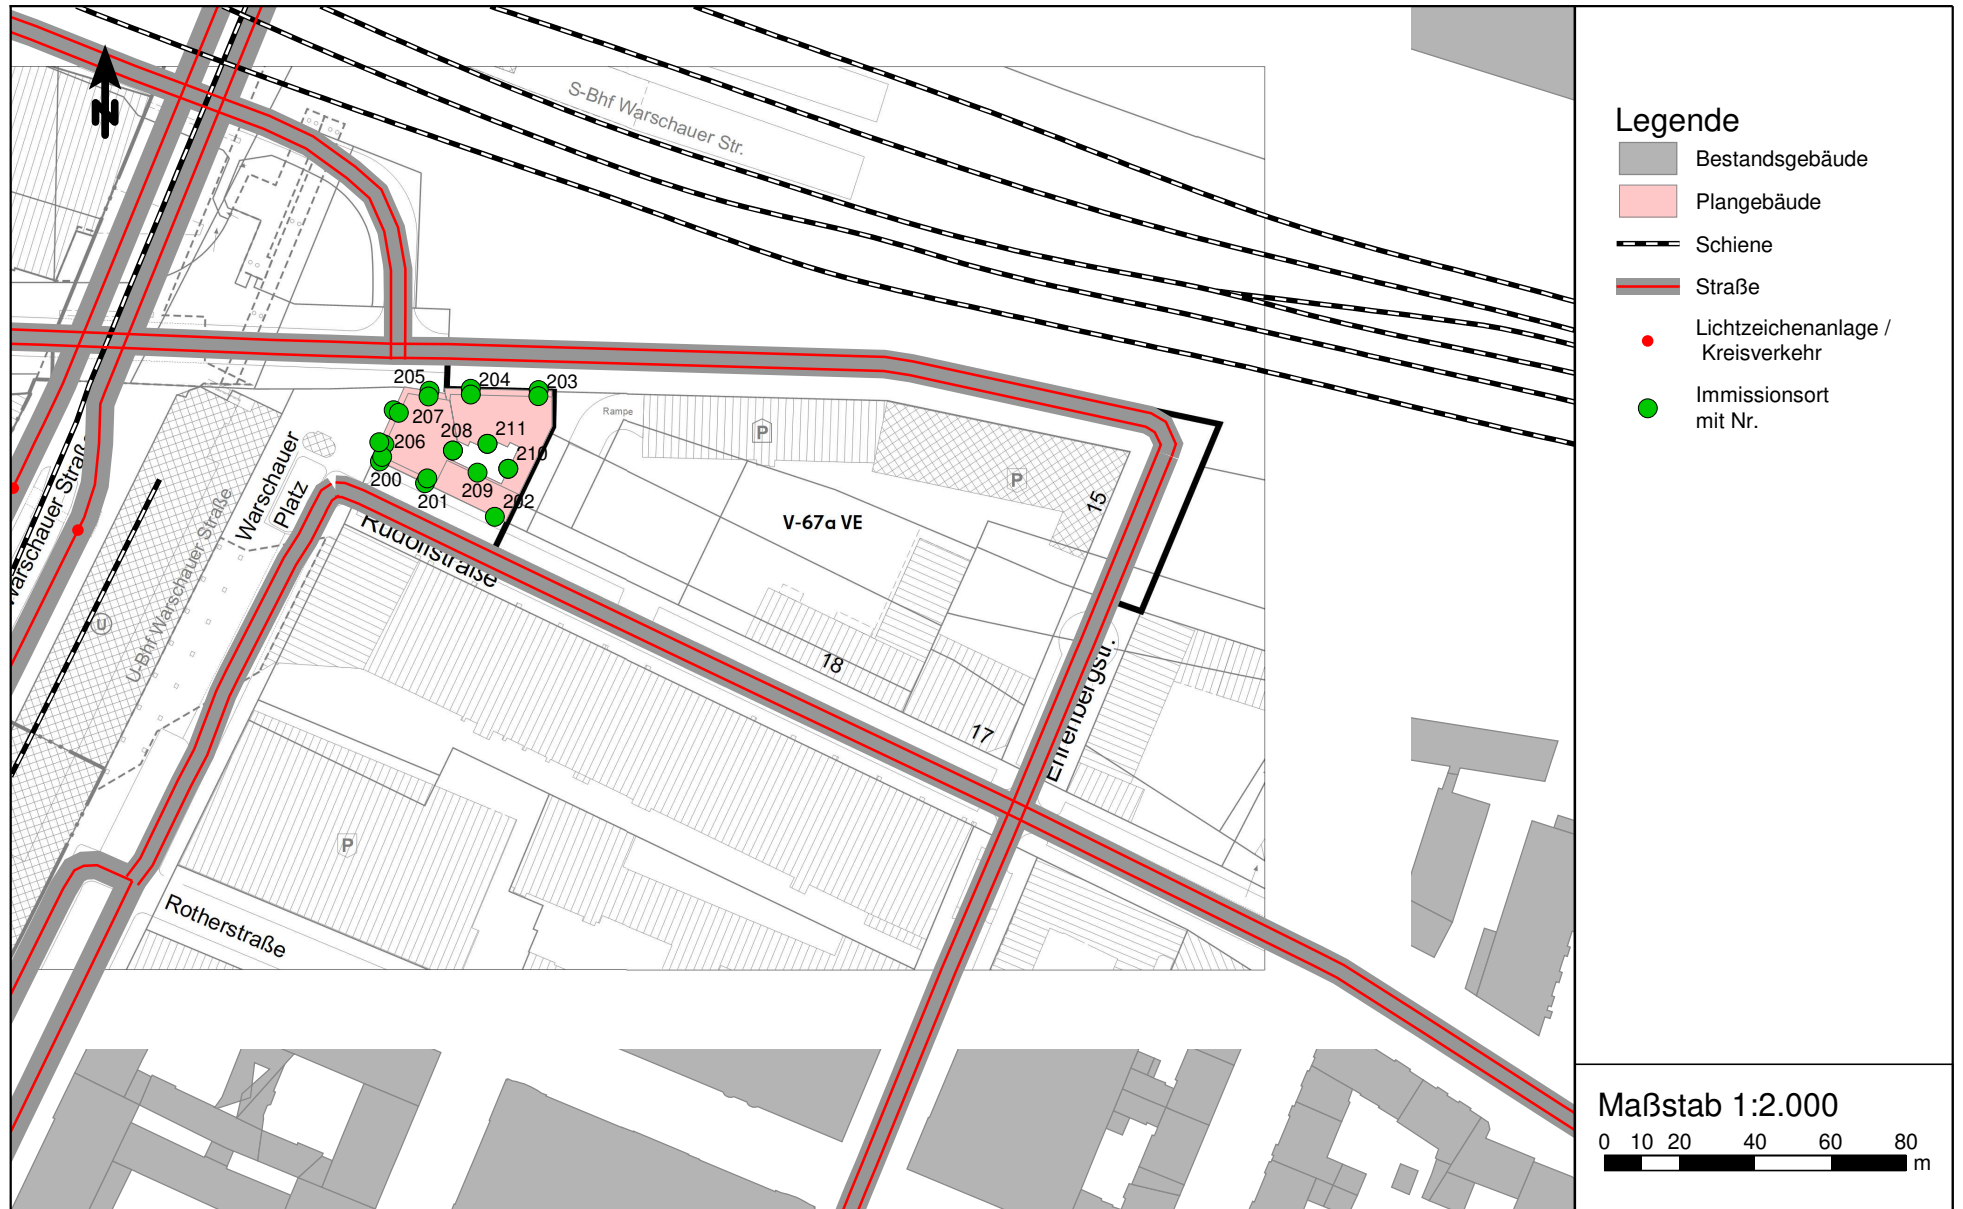 N
S-Bhf Warschauer Str.
205
204
203
207
208
211
206
210
200
209
201
202
Rampe
P
P
15
V-67a VE
Warschauer
Platz
Rudolfstraße
Warschauer Straße
U-Bhf Warschauer Straße
U
18
17
Ehrenbergstr.
P
Rotherstraße
Legende
Bestandsgebäude
Plangebäude
Schiene
Straße
Lichtzeichenanlage /
Kreisverkehr
Immissionsort
mit Nr.
Maßstab 1:2.000
0 10 20 40 60 80
m